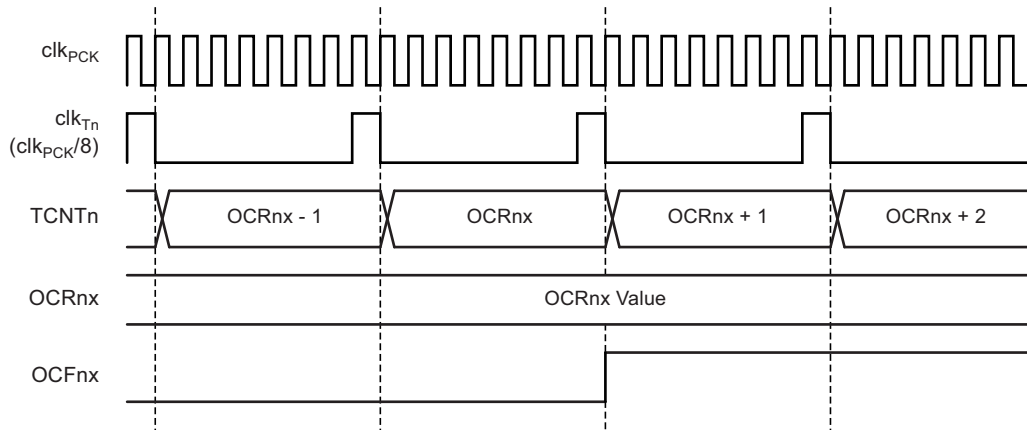 clkPCK
clkTn
(clkPCK/8)
TCNTn OCRnx - 1 OCRnx OCRnx + 1 OCRnx + 2
OCRnx OCRnx Value
OCFnx